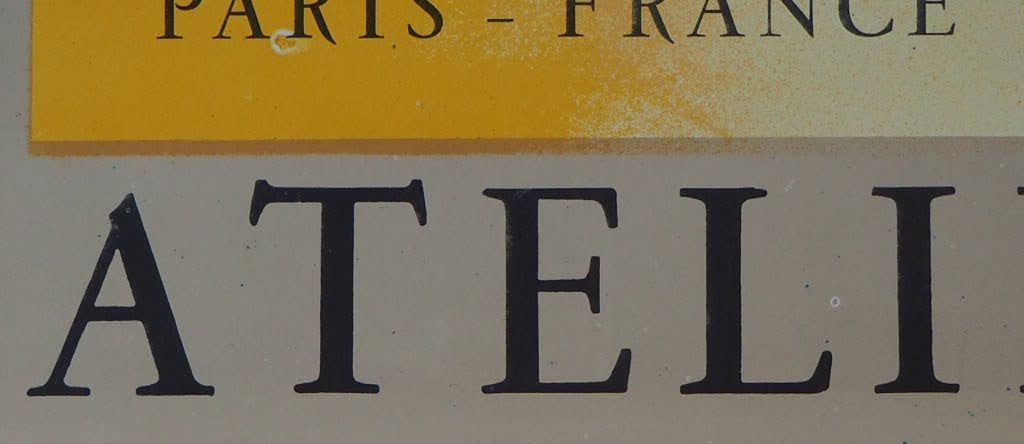 PARIS - FRANCE
ATELI